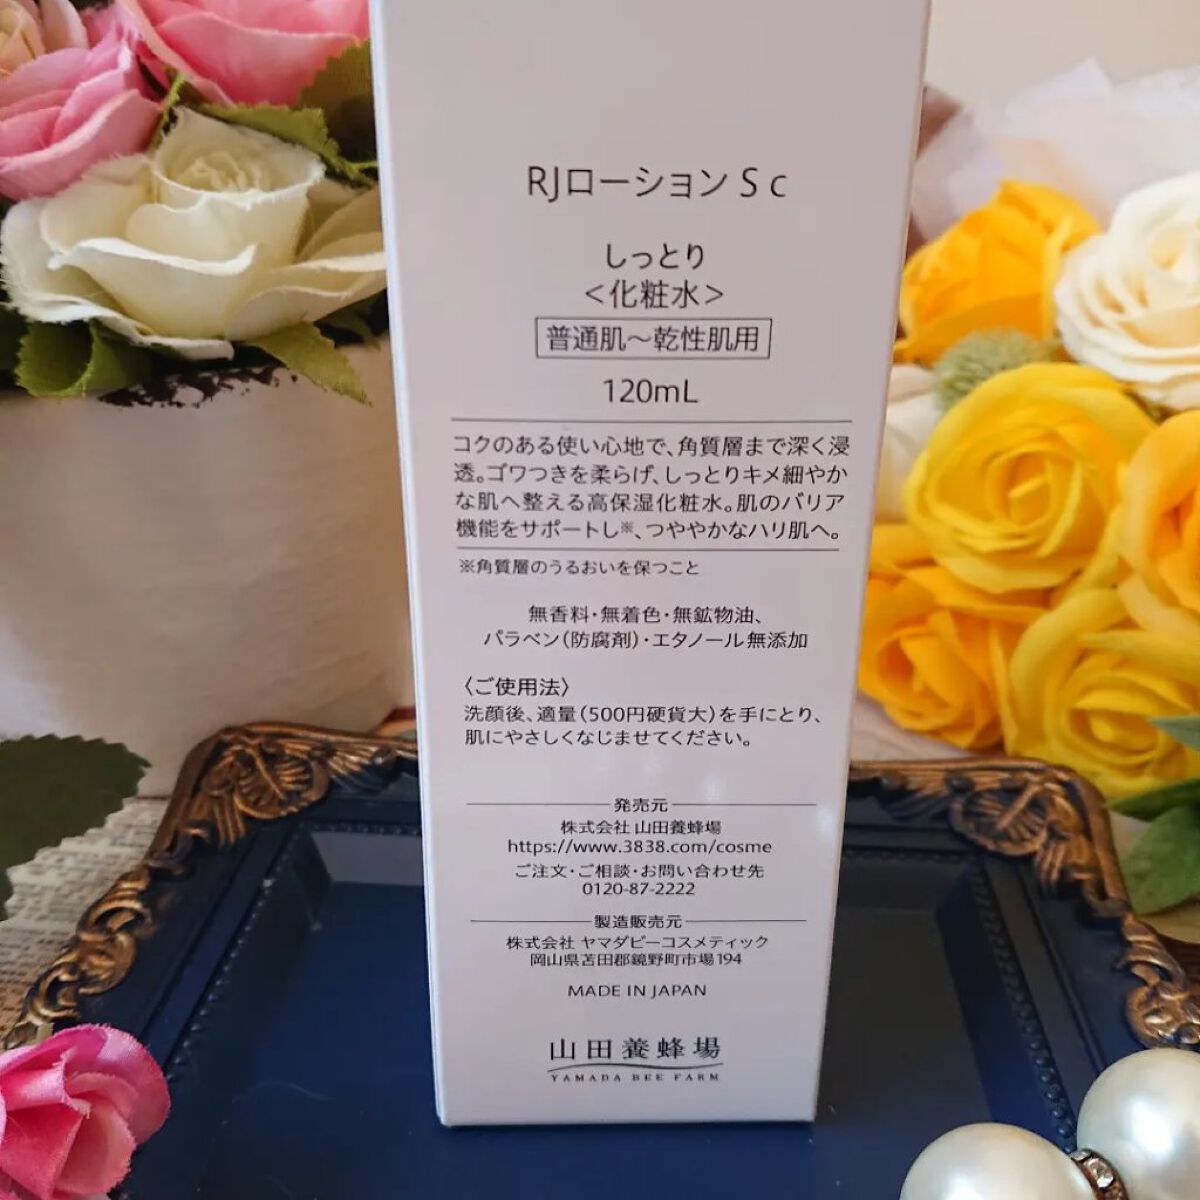 RJローション S c
しっとり
＜化粧水＞
普通肌〜乾性肌用
120mL
コクのある使い心地で、角質層まで深く浸
透。ゴワつきを柔らげ、しっとりキメ細やか
な肌へ整える高保湿化粧水。肌のバリア
機能をサポートし※、つややかなハリ肌へ。
※角質層のうるおいを保つこと
無香料・無着色・無鉱物油、
パラベン（防腐剤）・エタノール無添加
〈ご使用法〉
洗顔後、適量（500円硬貨大）を手にとり、
肌にやさしくなじませてください。
発売元
株式会社 山田養蜂場
https://www.3838.com/cosme
ご注文・ご相談・お問い合わせ先
0120-87-2222
製造販売元
株式会社 ヤマダビーコスメティック
岡山県苫田郡鏡野町市場194
MADE IN JAPAN
山田養蜂場
YAMADA BEE FARM